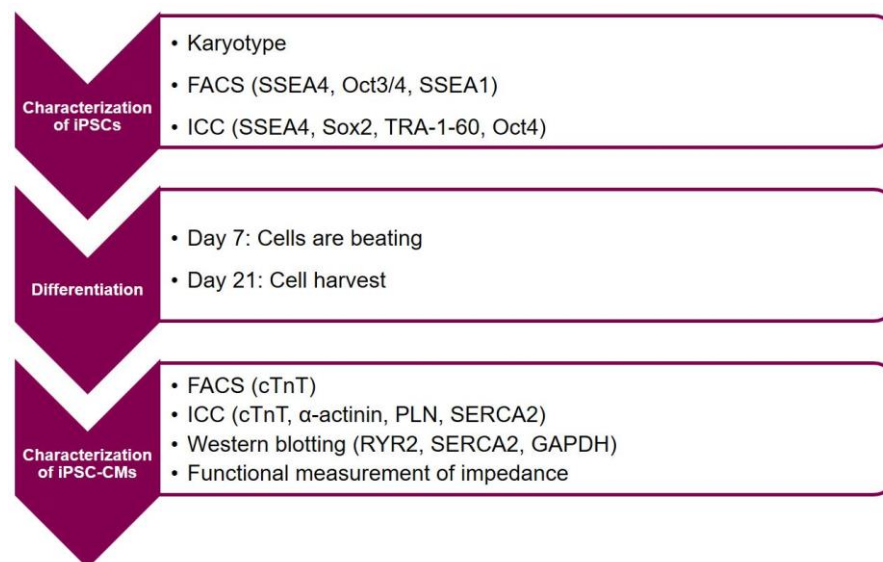 Characterization
of iPSCs
• Karyotype
• FACS (SSEA4, Oct3/4, SSEA1)
• ICC (SSEA4, Sox2, TRA-1-60, Oct4)
Differentiation
• Day 7: Cells are beating
• Day 21: Cell harvest
Characterization
of iPSC-CMs
• FACS (cTnT)
• ICC (cTnT, α-actinin, PLN, SERCA2)
• Western blotting (RYR2, SERCA2, GAPDH)
• Functional measurement of impedance